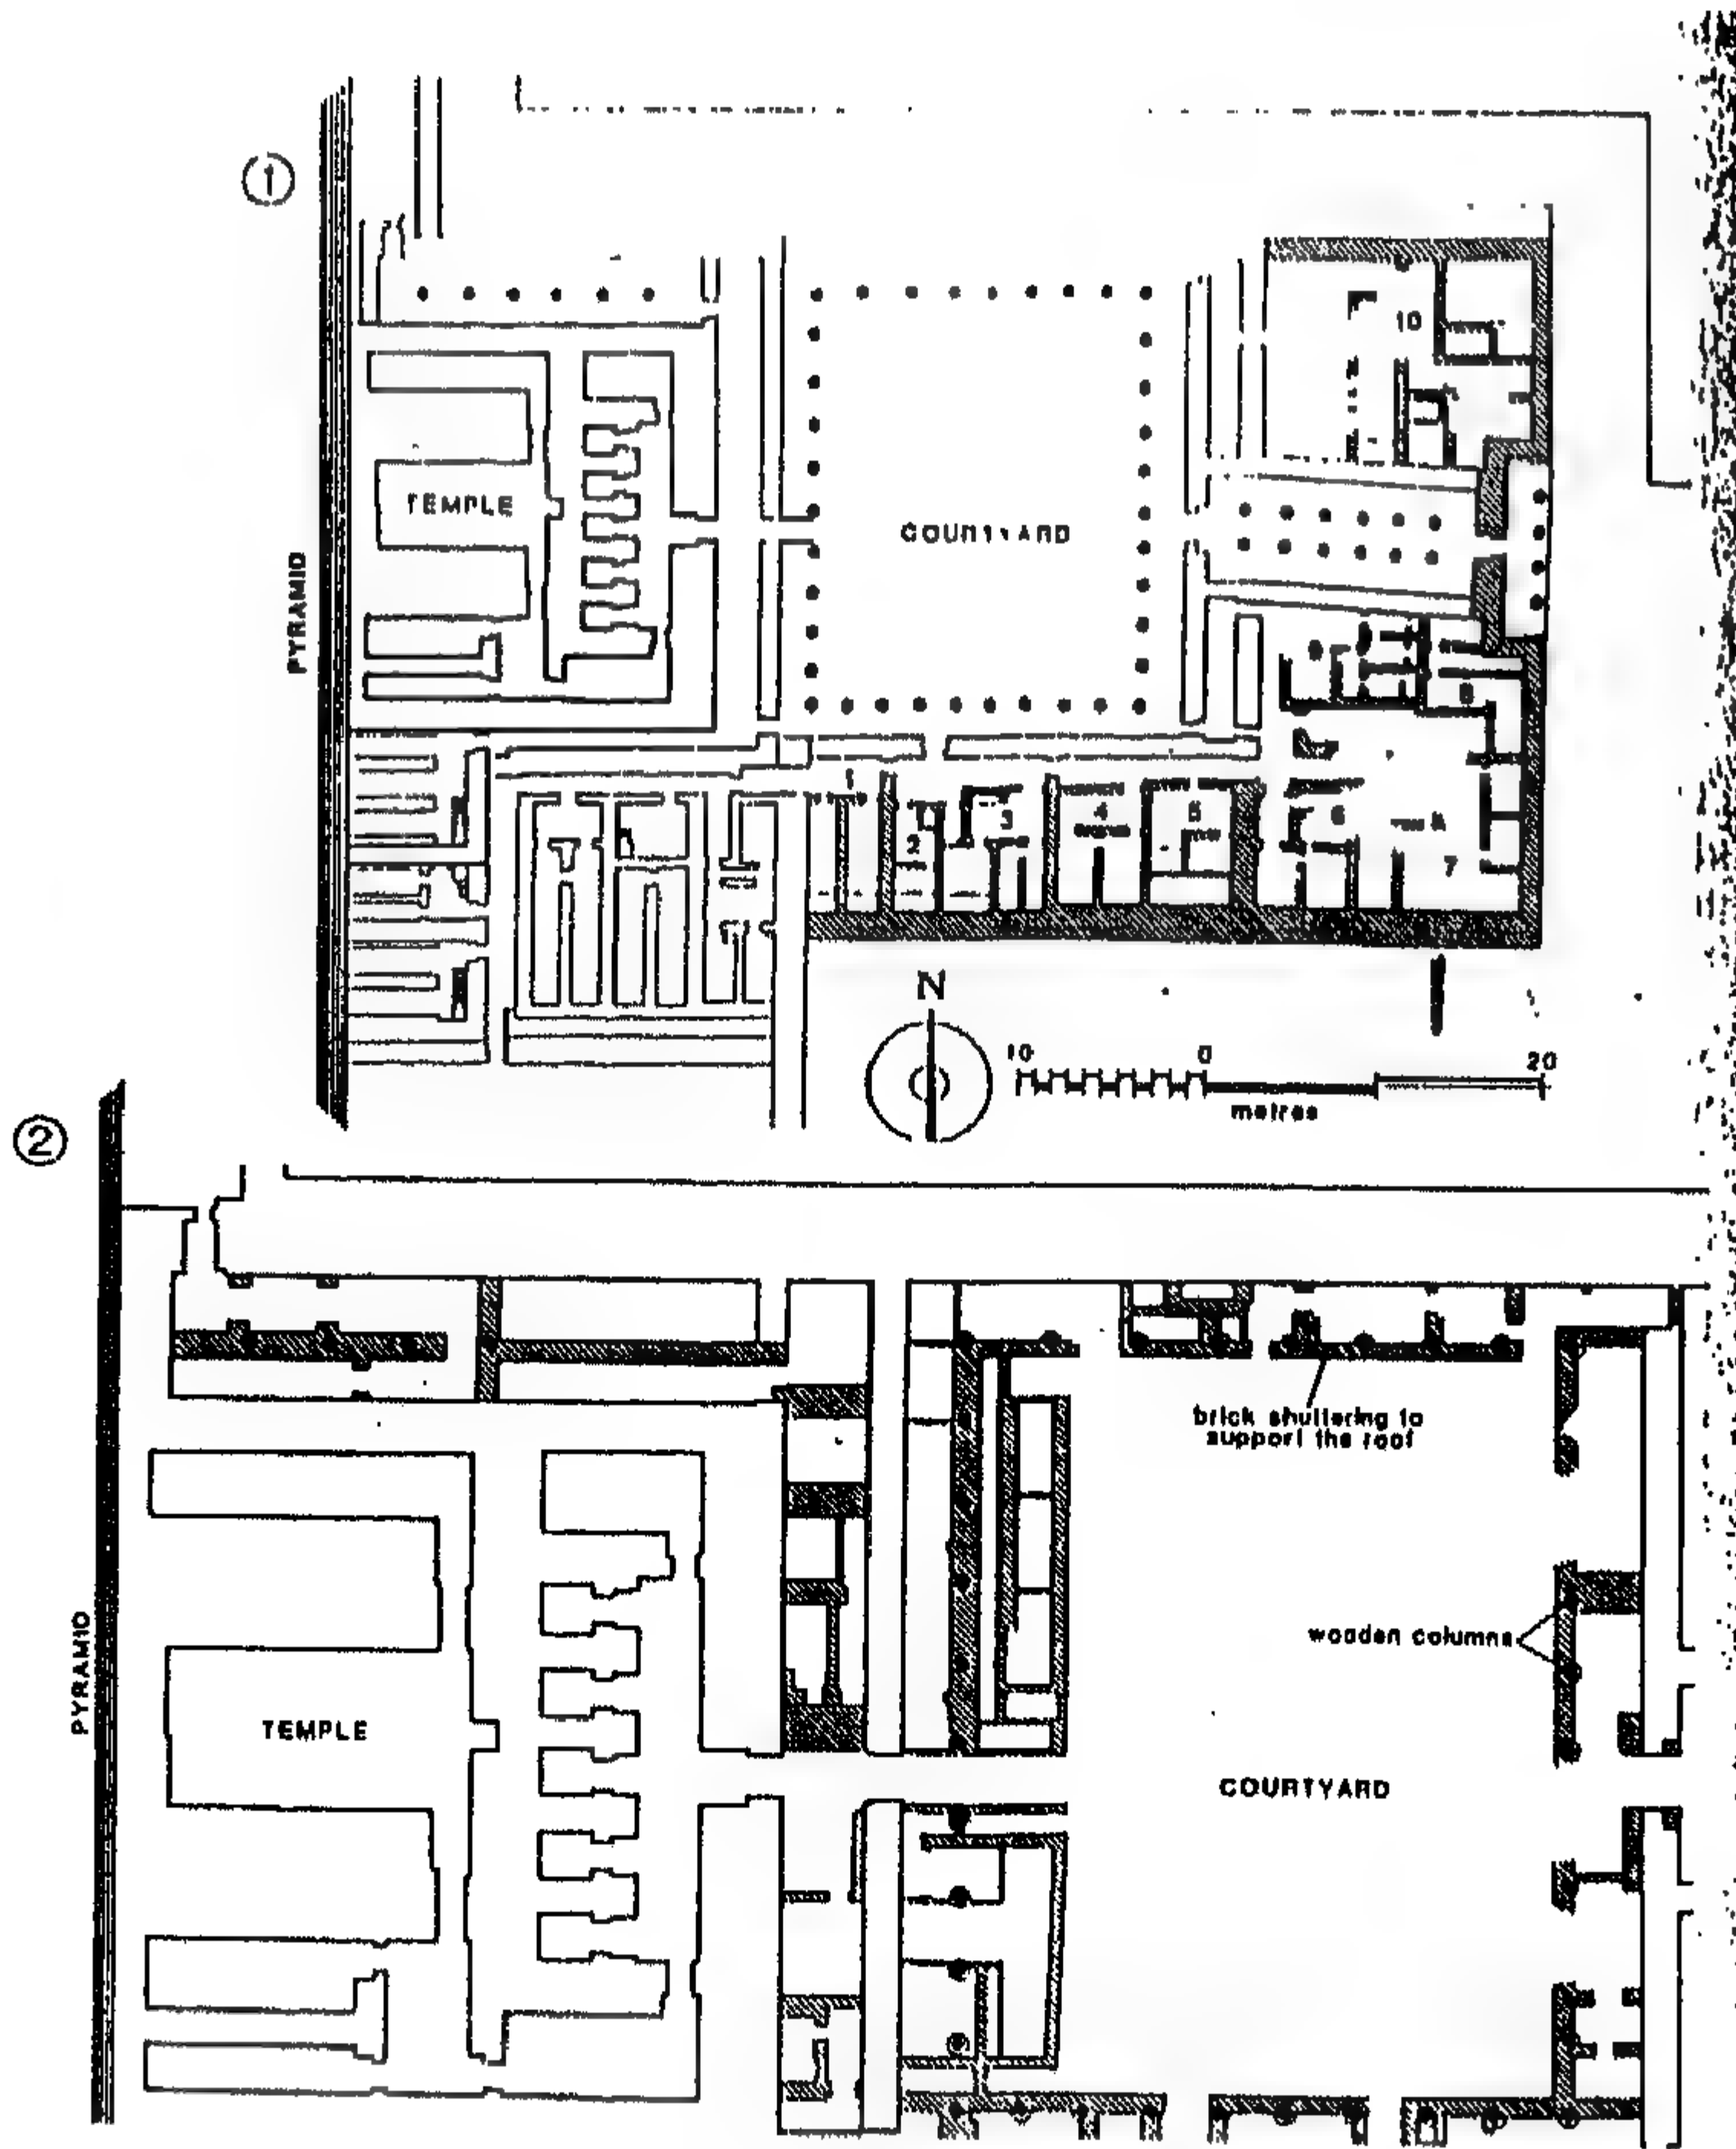 1
10
TEMPLE
COURTYARD
PYRAMID
8
1
2
3
4
5
6
7
N
10 0 20
metres
2
brick shuttering to
support the roof
wooden columns
PYRAMID
TEMPLE
COURTYARD